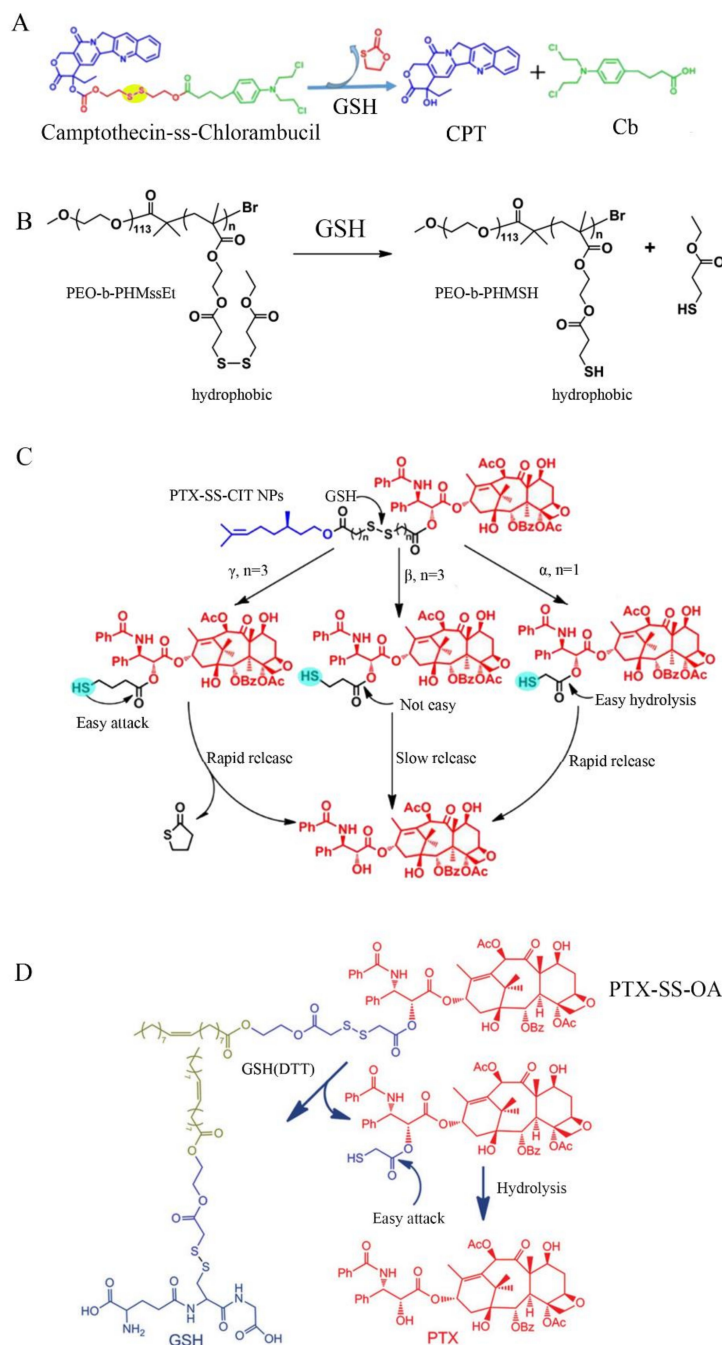 A
GSH
Camptothecin-ss-Chlorambucil
CPT
+
Cb
B
GSH
+
PEO-b-PHMssEt
PEO-b-PHMSH
hydrophobic
hydrophobic
C
PTX-SS-CIT NPs
GSH
γ, n=3
β, n=3
α, n=1
Easy attack
Not easy
Easy hydrolysis
Rapid release
Slow release
Rapid release
D
PTX-SS-OA
GSH(DTT)
Easy attack
Hydrolysis
GSH
PTX